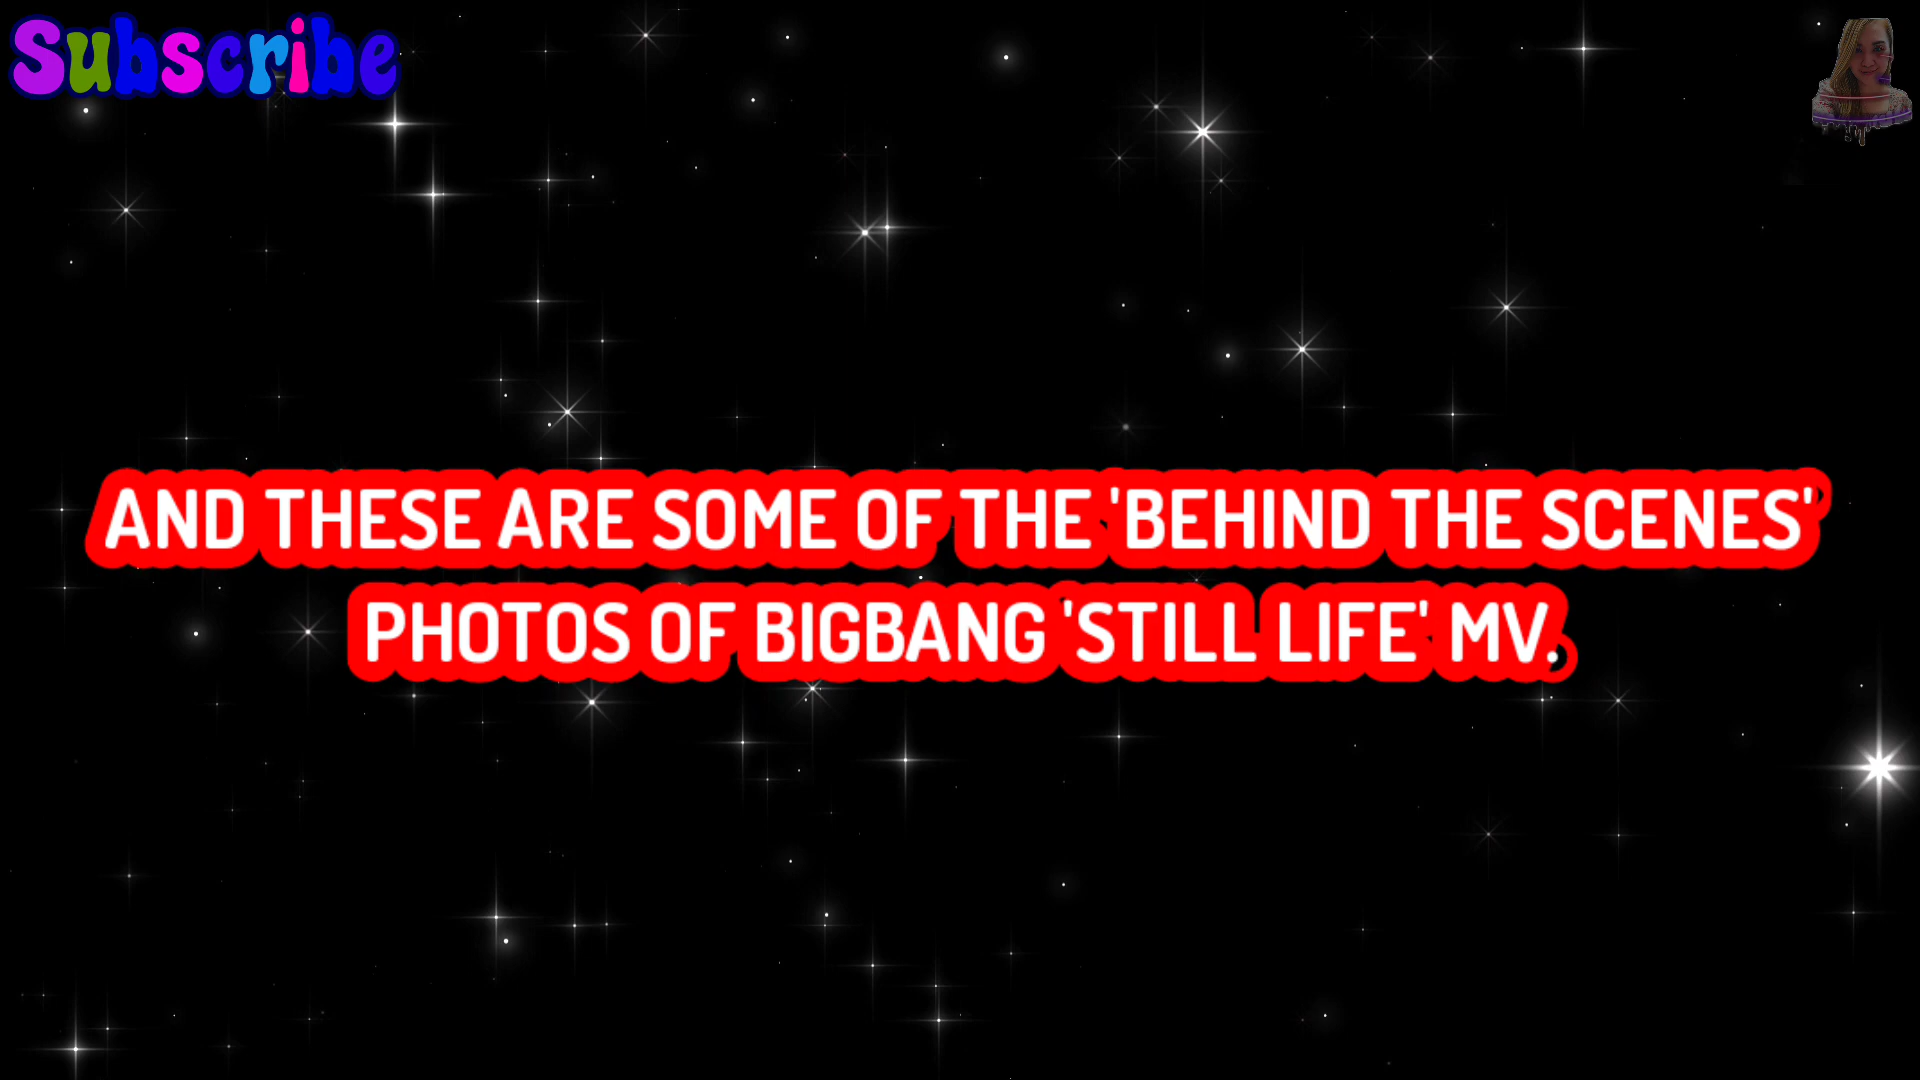 Subscribe
AND THESE ARE SOME OF THE 'BEHIND THE SCENES'
PHOTOS OF BIGBANG 'STILL LIFE' MV.